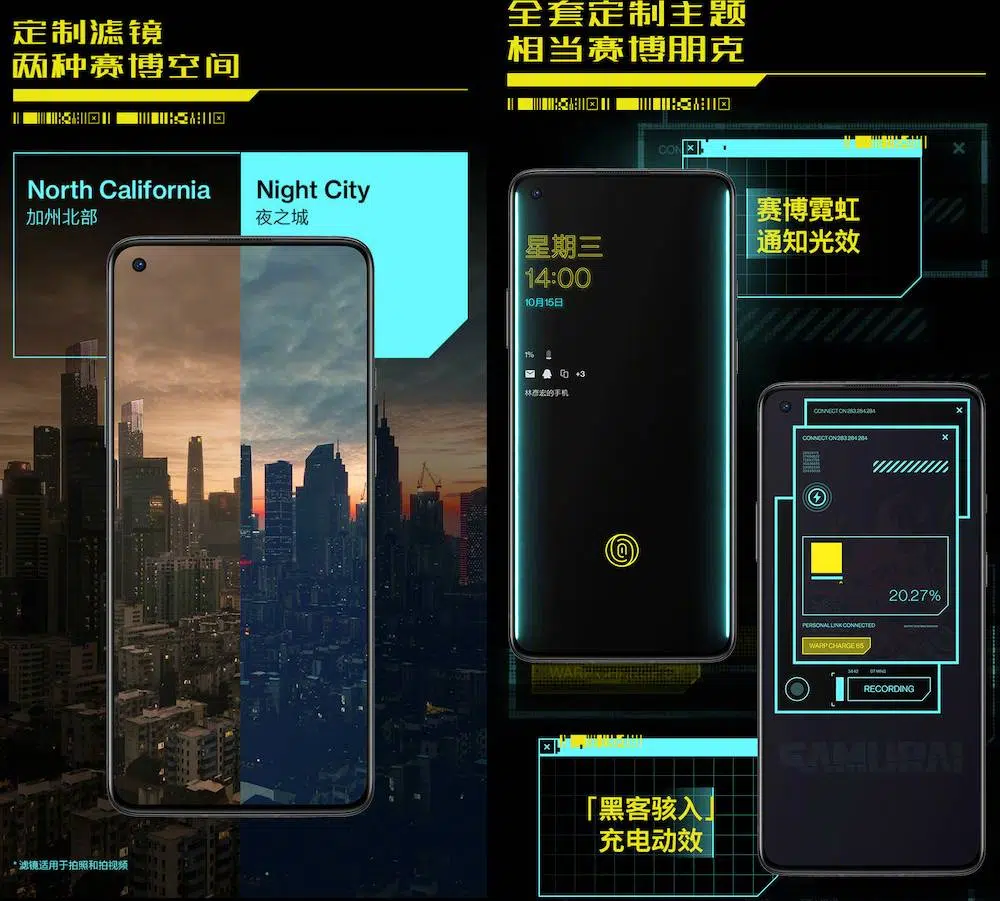 定制滤镜
两种赛博空间
North California
加州北部
Night City
夜之城
*滤镜适用于拍照和拍视频
全套定制主题
相当赛博朋克
CON
赛博霓虹
通知光效
星期三
14:00
10月15日
1%
+3
林彦宏的手机
CONNECT ON 283.284.284
CONNECT ON 283.284.284
20.27%
PERSONAL LINK CONNECTED
WARP CHARGE 65
RECORDING
SAMURAI
WARP CHARGE
「黑客骇入」
充电动效